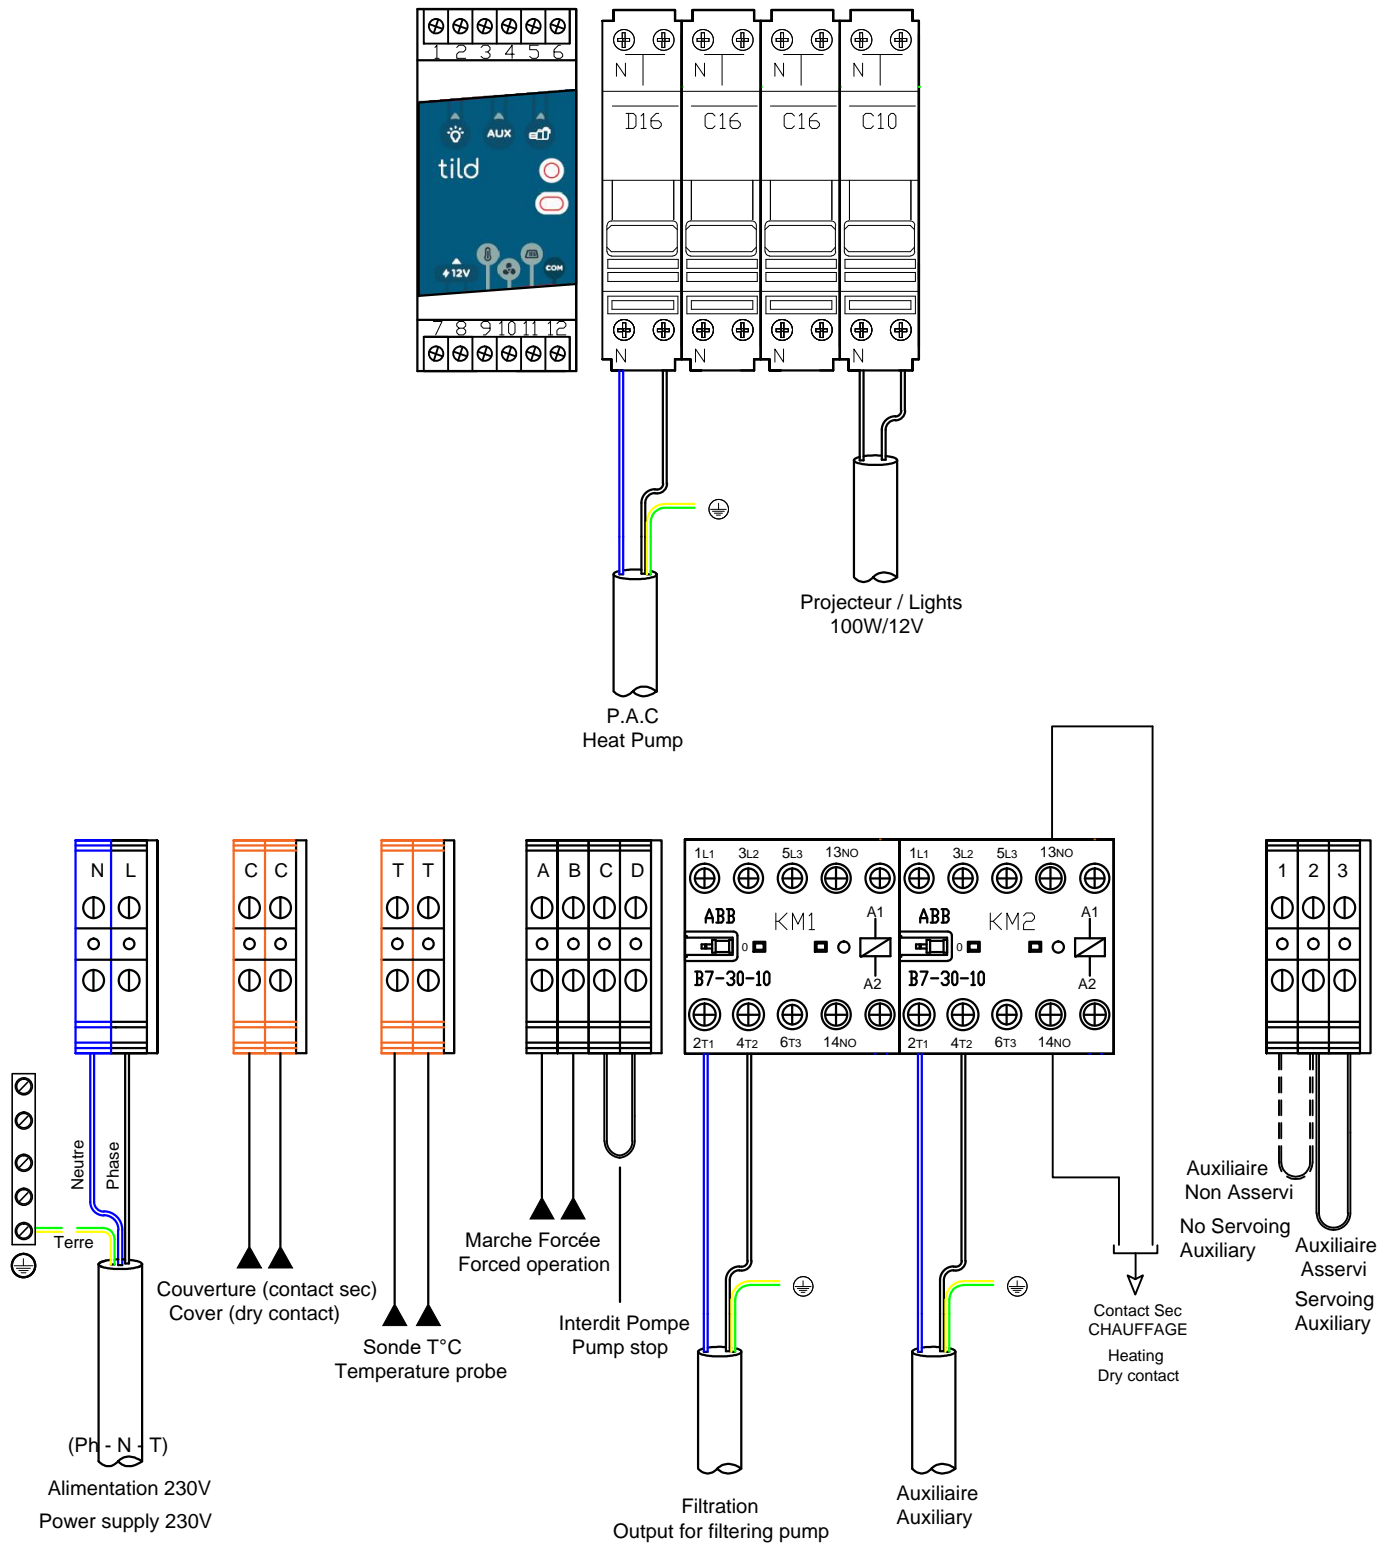 1 2 3 4 5 6
AUX
tild
12V
COM
7 8 9 10 11 12
N N N N
D16 C16 C16 C10
N N N N
Projecteur / Lights
100W/12V
P.A.C
Heat Pump
N L
C C
T T
A B C D
1L1 3L2 5L3 13NO
ABB KM1 A1
0
B7-30-10 A2
2T1 4T2 6T3 14NO
1L1 3L2 5L3 13NO
ABB KM2 A1
0
B7-30-10 A2
2T1 4T2 6T3 14NO
1 2 3
Neutre
Phase
Terre
(Ph - N - T)
Alimentation 230V
Power supply 230V
Couverture (contact sec)
Cover (dry contact)
Sonde T°C
Temperature probe
Marche Forcée
Forced operation
Interdit Pompe
Pump stop
Filtration
Output for filtering pump
Auxiliaire
Auxiliary
Contact Sec
CHAUFFAGE
Heating
Dry contact
Auxiliaire
Non Asservi
No Servoing
Auxiliary
Auxiliaire
Asservi
Servoing
Auxiliary